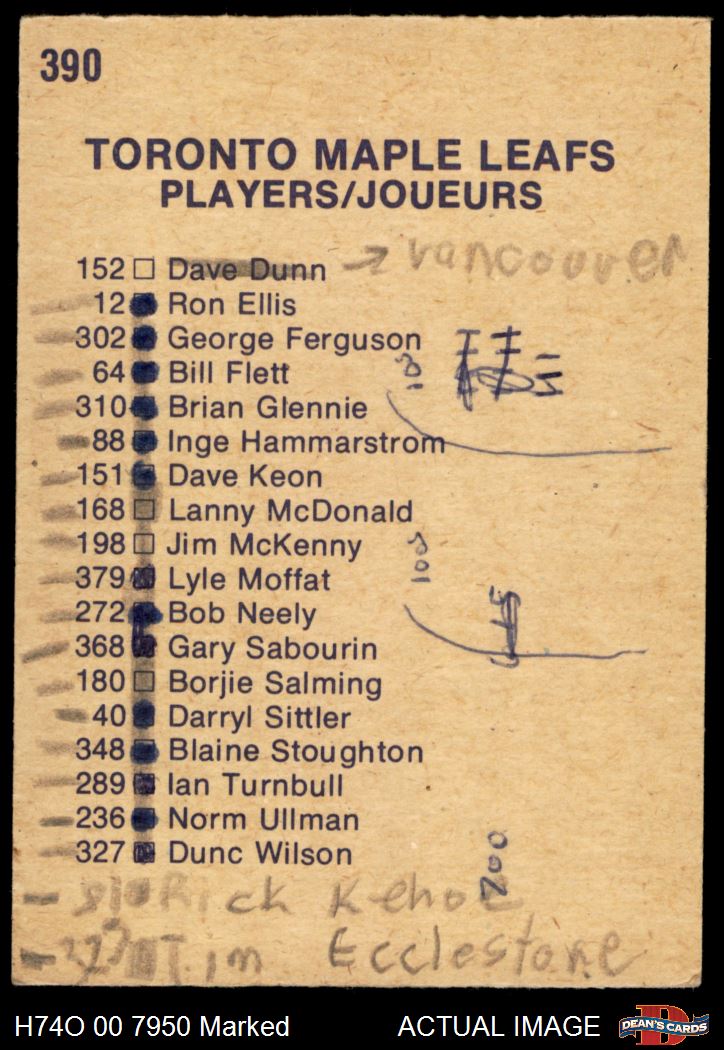 390
TORONTO MAPLE LEAFS
PLAYERS/JOUEURS
152 Dave Dunn → Vancouver
12 Ron Ellis
302 George Ferguson
64 Bill Flett
310 Brian Glennie
88 Inge Hammarstrom
151 Dave Keon
168 Lanny McDonald
198 Jim McKenny
379 Lyle Moffat
272 Bob Neely
368 Gary Sabourin
180 Borjie Salming
40 Darryl Sittler
348 Blaine Stoughton
289 Ian Turnbull
236 Norm Ullman
327 Dunc Wilson
Rick Kehoe
Tim Ecclestone
200
H74O 00 7950 Marked
ACTUAL IMAGE
DEAN'S CARDS